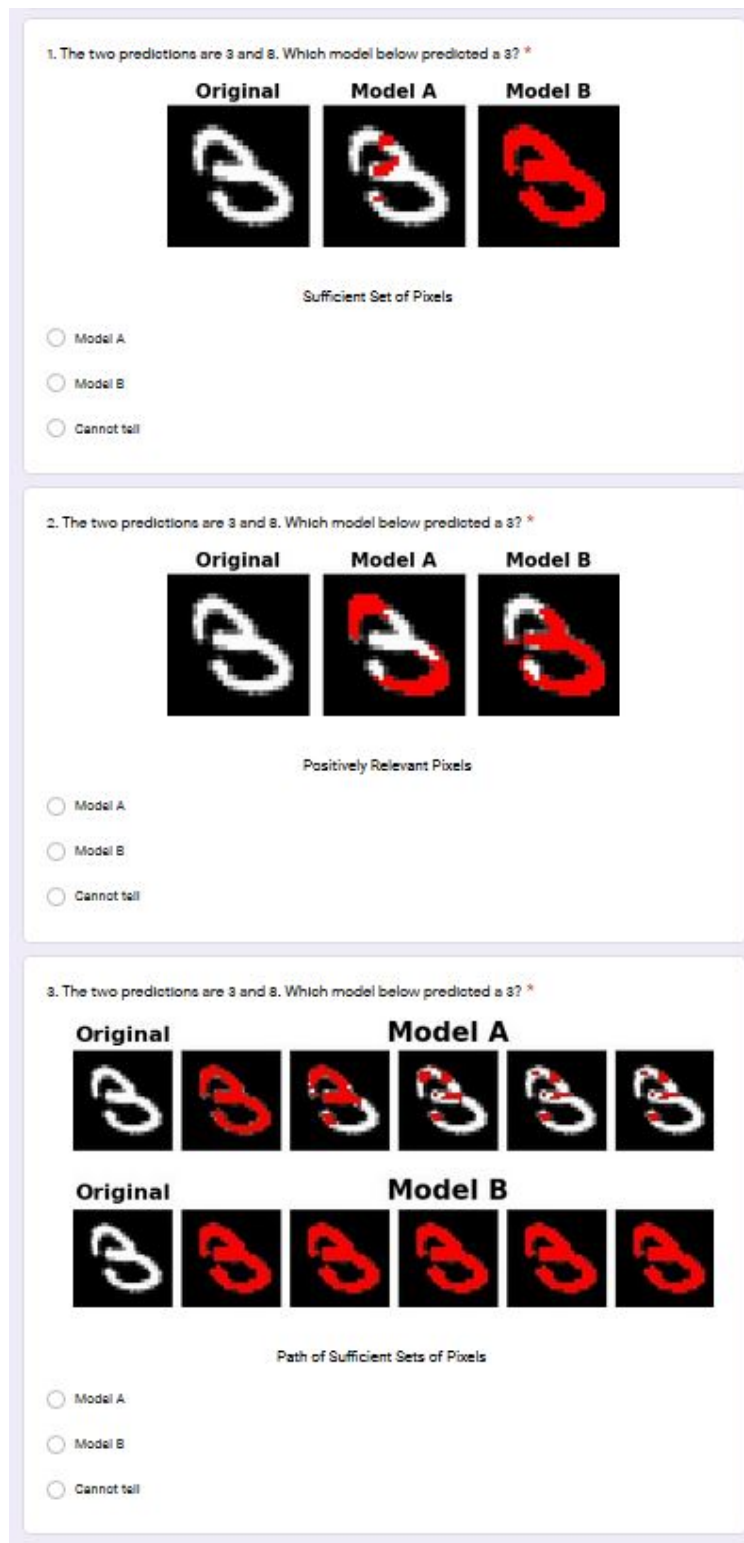 1. The two predictions are 3 and 8. Which model below predicted a 3? *
Original Model A Model B
Sufficient Set of Pixels
Model A
Model B
Cannot tell
2. The two predictions are 3 and 8. Which model below predicted a 3? *
Original Model A Model B
Positively Relevant Pixels
Model A
Model B
Cannot tell
3. The two predictions are 3 and 8. Which model below predicted a 3? *
Original Model A
Original Model B
Path of Sufficient Sets of Pixels
Model A
Model B
Cannot tell